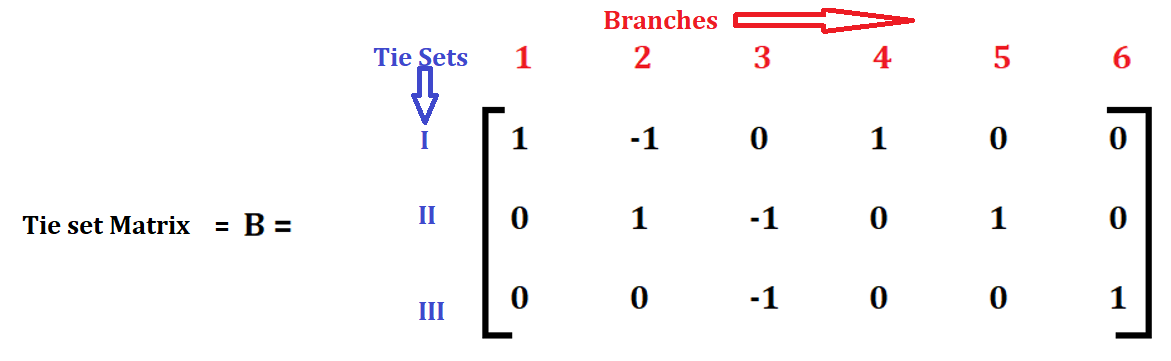 Branches
Tie Sets 1 2 3 4 5 6
I 1 -1 0 1 0 0
II 0 1 -1 0 1 0
Tie set Matrix = B =
III 0 0 -1 0 0 1